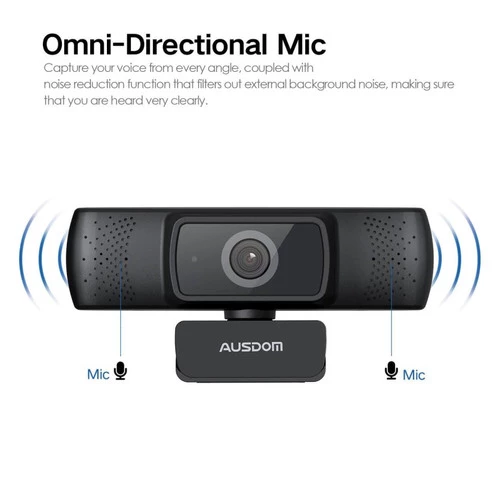 Omni-Directional Mic
Capture your voice from every angle, coupled with
noise reduction function that filters out external background noise, making sure
that you are heard very clearly.
AUSDOM
Mic
Mic